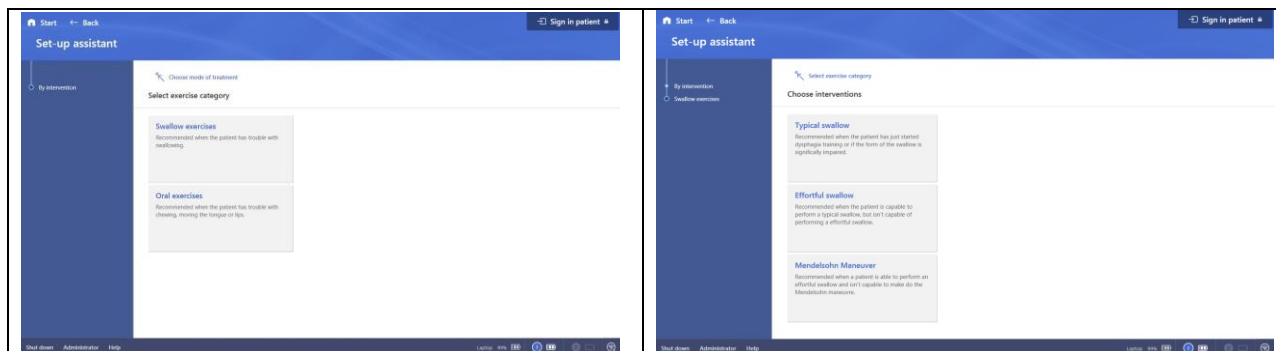 Start ← Back
Sign in patient
Set-up assistant
By intervention
Choose mode of treatment
Select exercise category
Swallow exercises
Recommended when the patient has trouble with
swallowing.
Oral exercises
Recommended when the patient has trouble with
chewing, moving the tongue or lips.
Shut down Administrator Help
Laptop 99%
Start ← Back
Sign in patient
Set-up assistant
By intervention
Swallow exercises
Select exercise category
Choose interventions
Typical swallow
Recommended when the patient has just started
dysphagia training or if the form of the swallow is
significally impaired.
Effortful swallow
Recommended when the patient is capable to
perform a typical swallow, but isn't capable of
performing a effortful swallow.
Mendelsohn Maneuver
Recommended when a patient is able to perform an
effortful swallow and isn't capable to make do the
Mendelsohn maneuvre.
Shut down Administrator Help
Laptop 99%